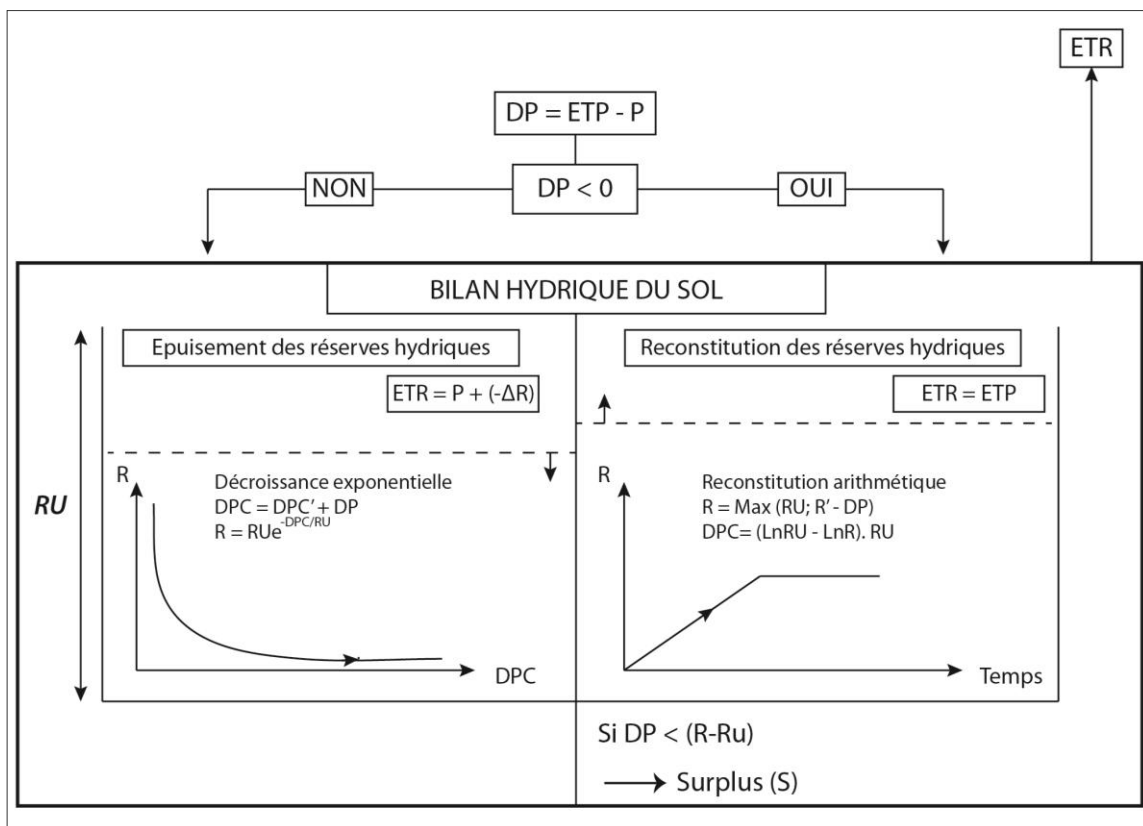 ETR
DP = ETP - P
NON
DP < 0
OUI
BILAN HYDRIQUE DU SOL
Epuisement des réserves hydriques
ETR = P + (-ΔR)
RU
R
Décroissance exponentielle
DPC = DPC' + DP
R = RUe^-DPC/RU
DPC
Reconstitution des réserves hydriques
ETR = ETP
R
Reconstitution arithmétique
R = Max (RU; R' - DP)
DPC= (LnRU - LnR). RU
Temps
Si DP < (R-Ru)
Surplus (S)